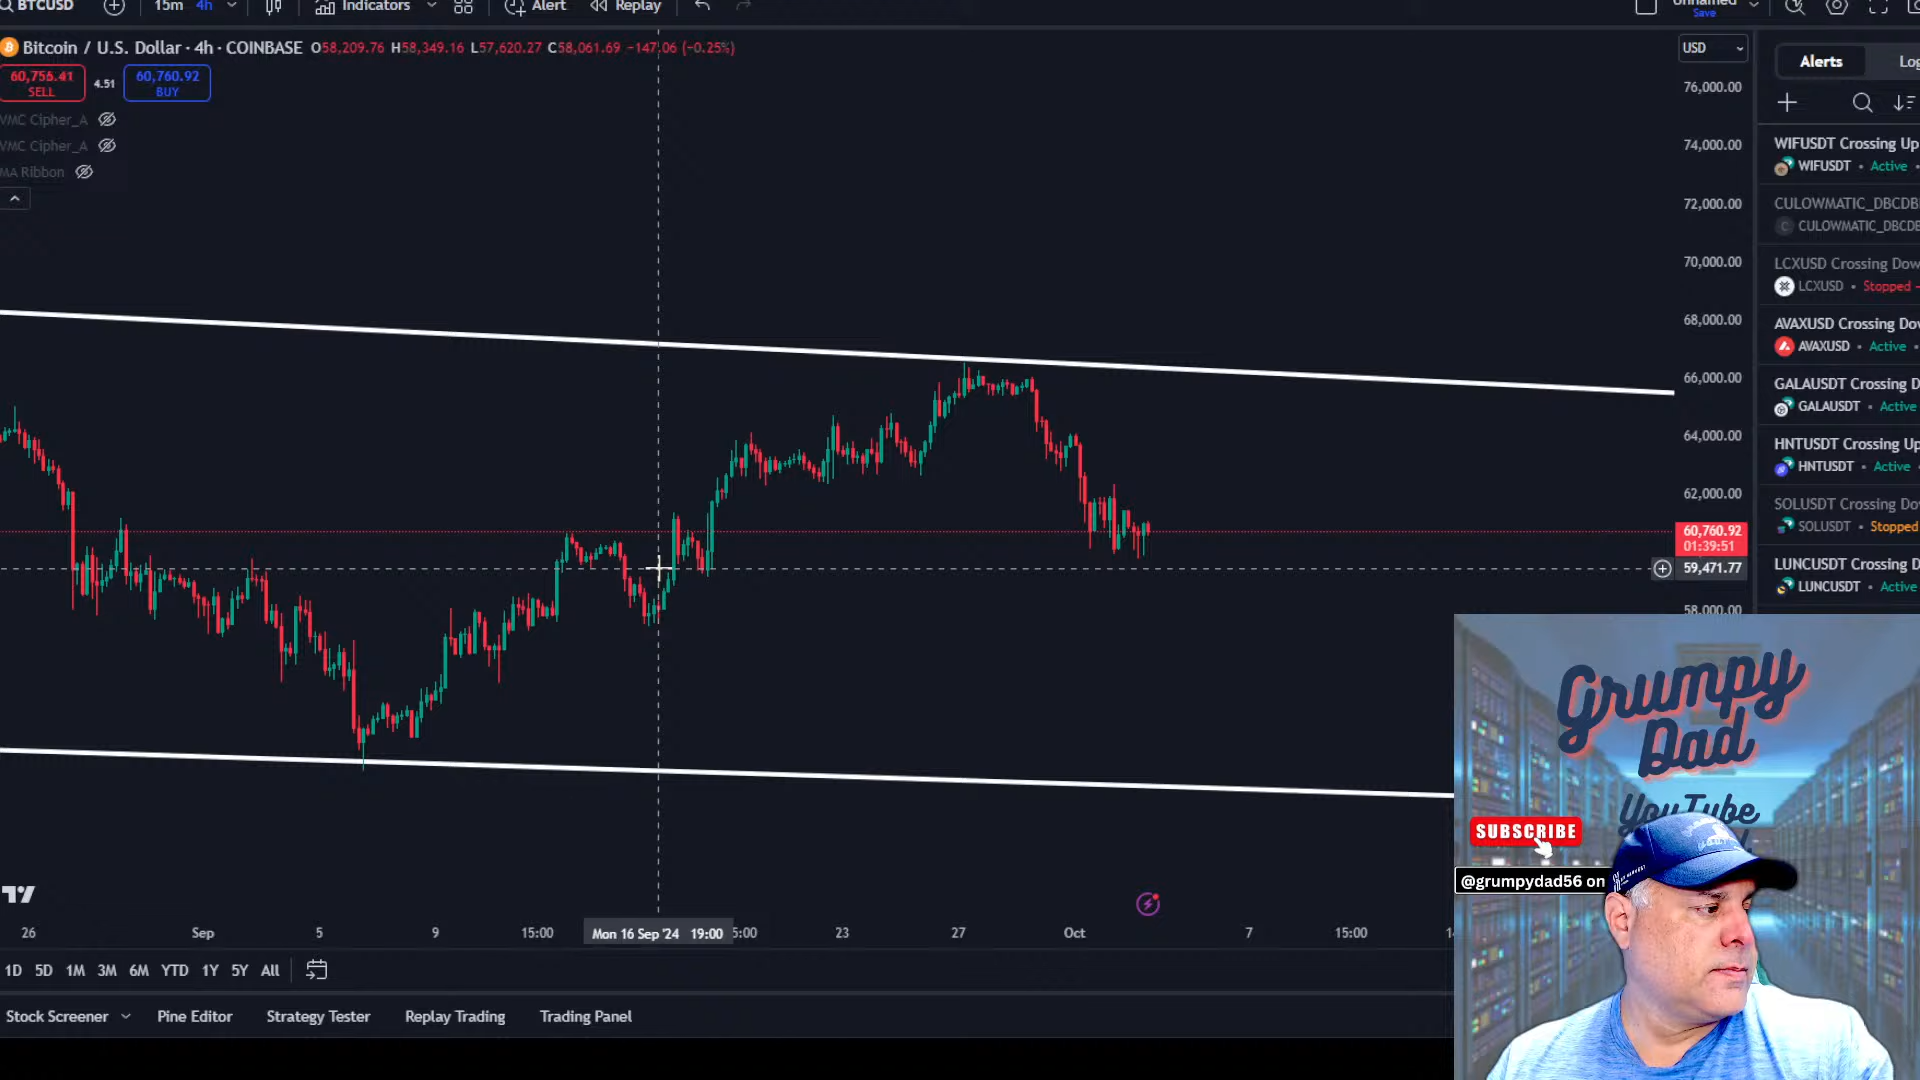 BTCUSD
15m 4h
Indicators
Alert
Replay
Save
Bitcoin / U.S. Dollar · 4h · COINBASE O58,209.76 H58,349.16 L57,620.27 C58,061.69 −147.06 (−0.25%)
USD
60,756.41
SELL
4.51
60,760.92
BUY
VMC Cipher_A
VMC Cipher_A
MA Ribbon
76,000.00
74,000.00
72,000.00
70,000.00
68,000.00
66,000.00
64,000.00
62,000.00
60,760.92
01:39:51
59,471.77
58,000.00
Alerts
WIFUSDT Crossing Up
WIFUSDT • Active •
CULOWMATIC_DBCDB
CULOWMATIC_DBCDB
LCXUSD Crossing Dow
LCXUSD • Stopped –
AVAXUSD Crossing Dov
AVAXUSD • Active •
GALAUSDT Crossing D
GALAUSDT • Active
HNTUSDT Crossing Up
HNTUSDT • Active •
SOLUSDT Crossing Do
SOLUSDT • Stopped
LUNCUSDT Crossing D
LUNCUSDT • Active
Grumpy
Dad
YouTube
SUBSCRIBE
@grumpydad56 on
26 Sep 5 9 15:00 Mon 16 Sep '24 19:00 5:00 23 27 Oct 7 15:00
1D 5D 1M 3M 6M YTD 1Y 5Y All
Stock Screener Pine Editor Strategy Tester Replay Trading Trading Panel